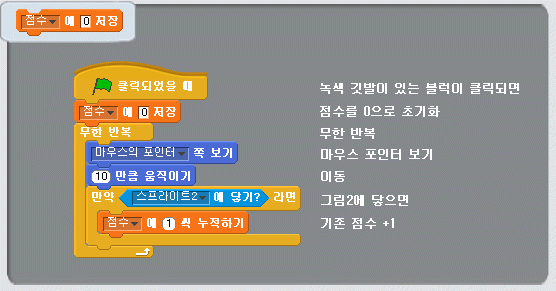 점수 에 0 저장
클릭되었을 때 녹색 깃발이 있는 블럭이 클릭되면
점수 에 0 저장 점수를 0으로 초기화
무한 반복 무한 반복
마우스의 포인터 쪽 보기 마우스 포인터 보기
10 만큼 움직이기 이동
만약 스프라이트2 에 닿기? 라면 그림2에 닿으면
점수 에 1 씩 누적하기 기존 점수 +1